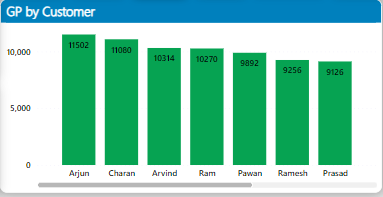 GP by Customer
10,000
5,000
0
11502
11080
10314
10270
9892
9256
9126
Arjun
Charan
Arvind
Ram
Pawan
Ramesh
Prasad